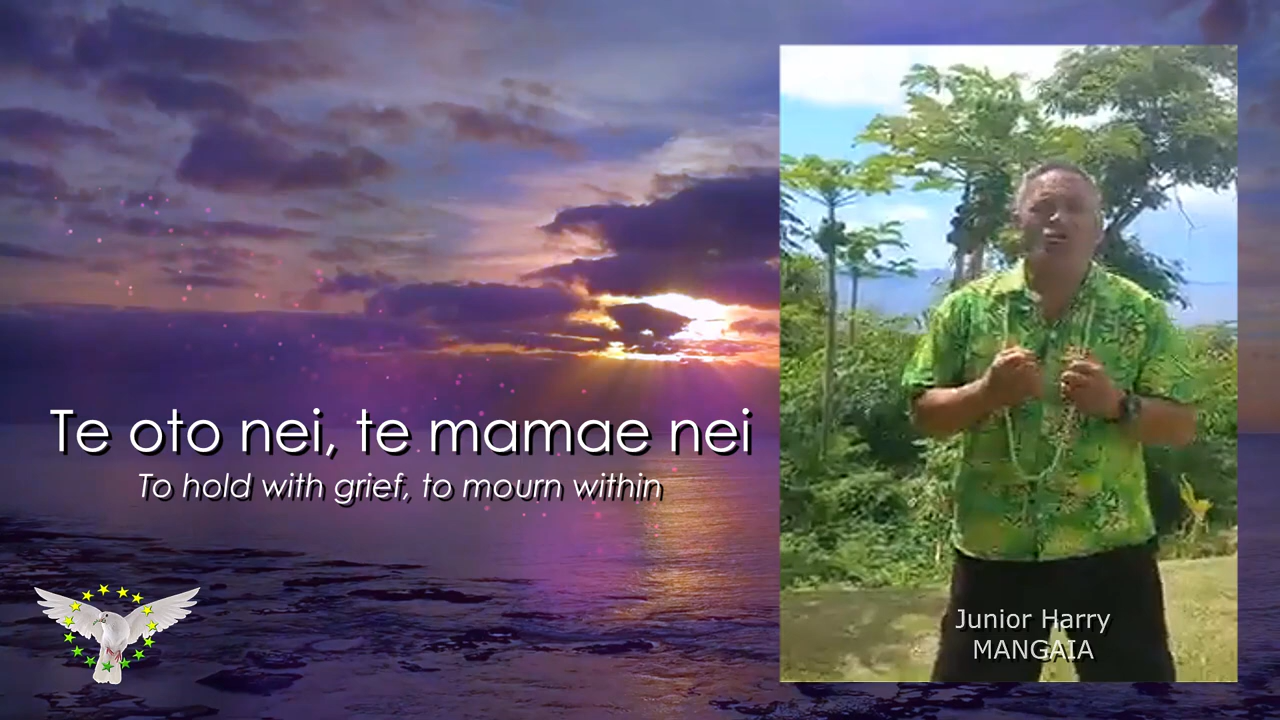 Te oto nei, te mamae nei
To hold with grief, to mourn within
Junior Harry
MANGAIA